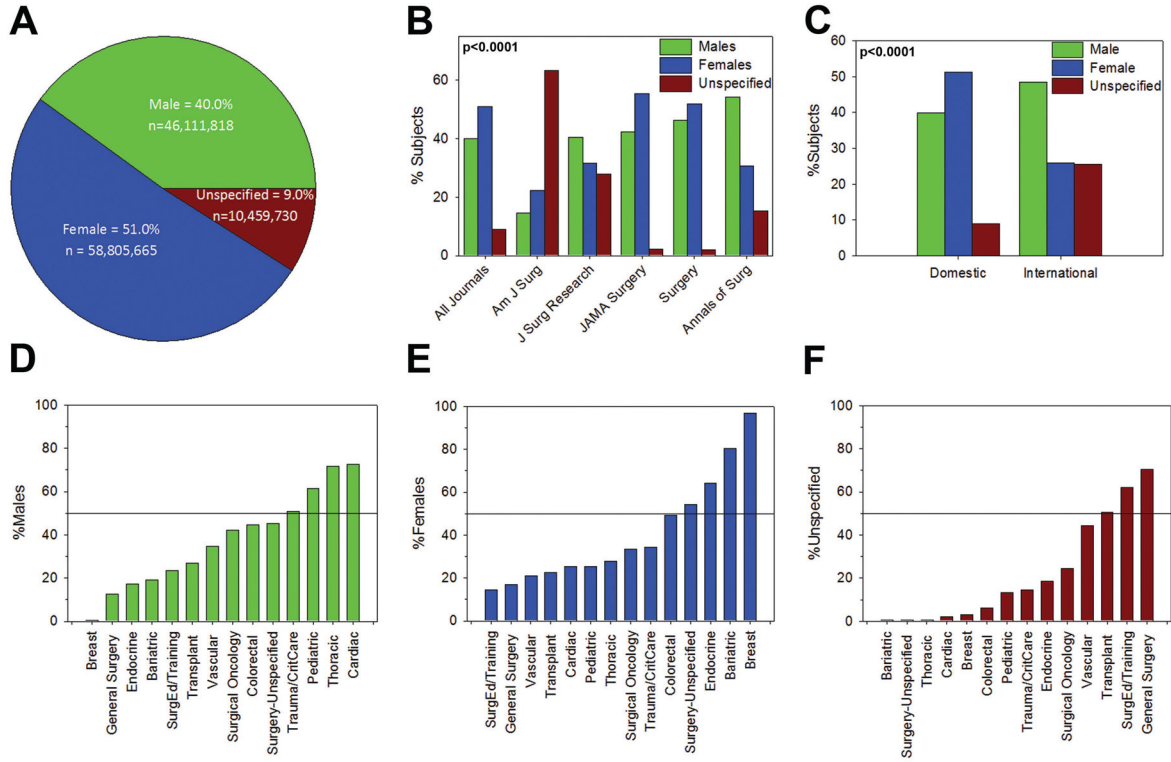 A
Male = 40.0%
n=46,111,818
Unspecified = 9.0%
n=10,459,730
Female = 51.0%
n = 58,805,665
B
p<0.0001
Males
Females
Unspecified
% Subjects
60
40
20
0
All Journals
Am J Surg
J Surg Research
JAMA Surgery
Surgery
Annals of Surg
C
p<0.0001
Male
Female
Unspecified
%Subjects
60
50
40
30
20
10
0
Domestic
International
D
%Males
100
80
60
40
20
0
Breast
General Surgery
Endocrine
Bariatric
SurgEd/Training
Transplant
Vascular
Surgical Oncology
Colorectal
Surgery-Unspecified
Trauma/CritCare
Pediatric
Thoracic
Cardiac
E
%Females
100
80
60
40
20
0
SurgEd/Training
General Surgery
Vascular
Transplant
Cardiac
Pediatric
Thoracic
Surgical Oncology
Trauma/CritCare
Colorectal
Surgery-Unspecified
Endocrine
Bariatric
Breast
F
%Unspecified
100
80
60
40
20
0
Bariatric
Surgery-Unspecified
Thoracic
Cardiac
Breast
Colorectal
Pediatric
Trauma/CritCare
Endocrine
Surgical Oncology
Vascular
Transplant
SurgEd/Training
General Surgery